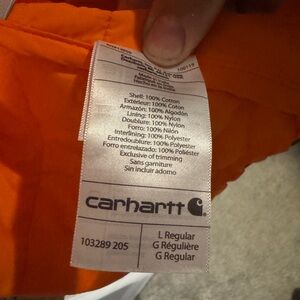 100119
Shell: 100% Cotton
Extérieur: 100% Coton
Armazón: 100% Algodón
Lining: 100% Nylon
Doublure: 100% Nylon
Forro: 100% Nilón
Interlining: 100% Polyester
Entredoublure: 100% Polyester
Forro entretelado: 100% Poliéster
Exclusive of trimming
Sans garniture
Sin incluir adorno
carhartt
103289 205
L Regular
G Régulière
G Regular